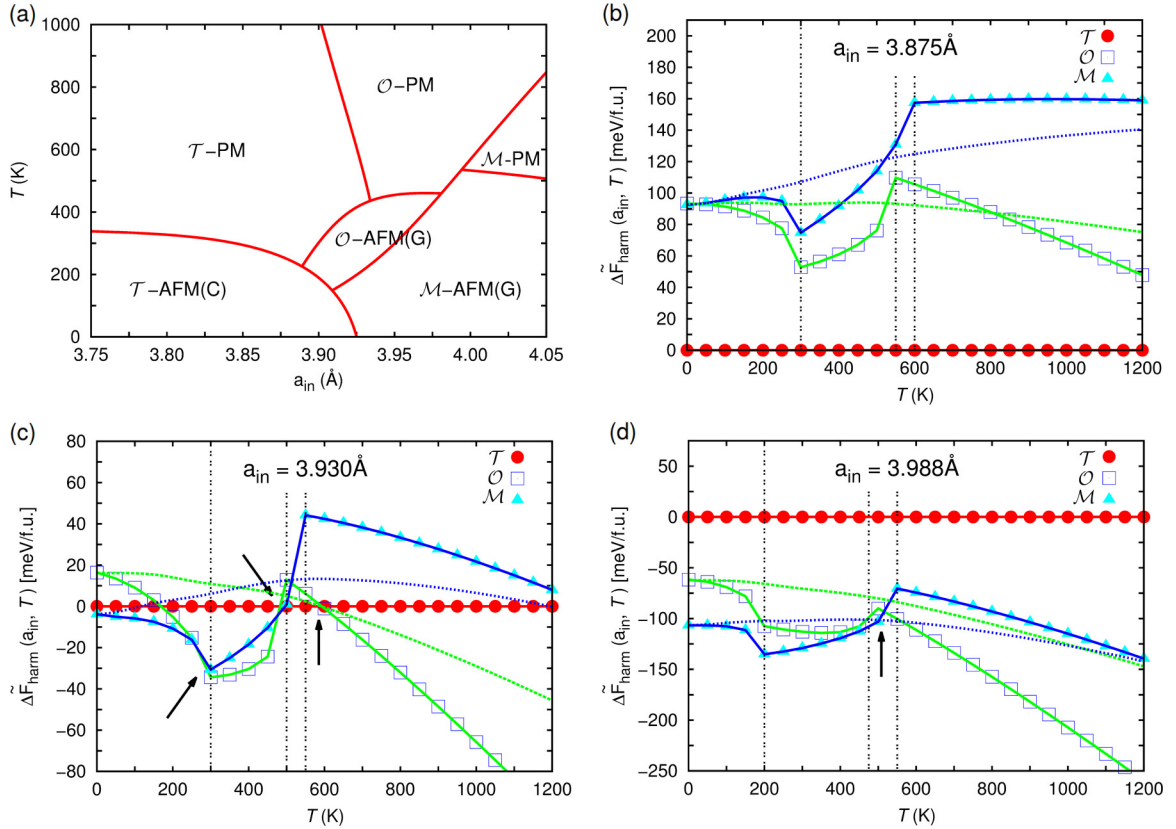 (a)
1000
800
600
400
200
0
T (K)
O-PM
T-PM
M-PM
O-AFM(G)
T-AFM(C)
M-AFM(G)
3.75 3.80 3.85 3.90 3.95 4.00 4.05
a_in (Å)
(b)
a_in = 3.875Å
T
O
M
200
180
160
140
120
100
80
60
40
20
0
ΔF̃_harm (a_in, T) [meV/f.u.]
0 200 400 600 800 1000 1200
T (K)
(c)
a_in = 3.930Å
T
O
M
80
60
40
20
0
−20
−40
−60
−80
ΔF̃_harm (a_in, T) [meV/f.u.]
0 200 400 600 800 1000 1200
T (K)
(d)
a_in = 3.988Å
T
O
M
50
0
−50
−100
−150
−200
−250
ΔF̃_harm (a_in, T) [meV/f.u.]
0 200 400 600 800 1000 1200
T (K)